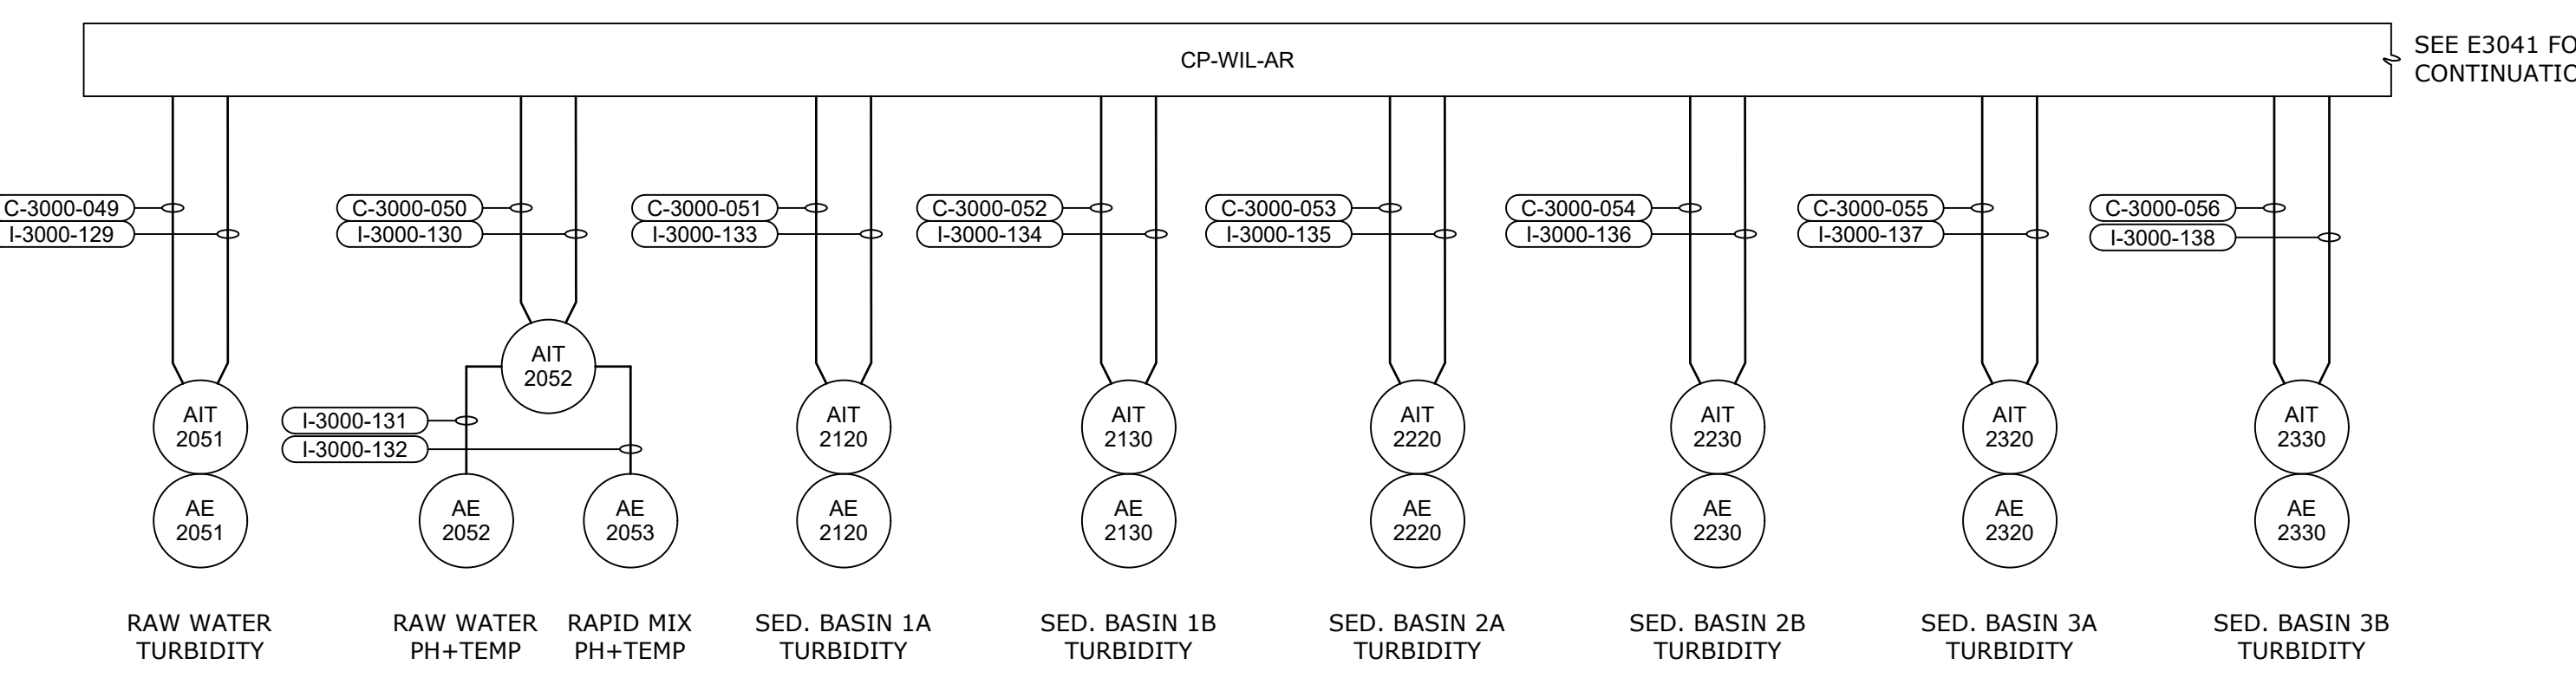 CP-WIL-AR
SEE E3041 FO
CONTINUATIO
C-3000-049
I-3000-129
C-3000-050
I-3000-130
C-3000-051
I-3000-133
C-3000-052
I-3000-134
C-3000-053
I-3000-135
C-3000-054
I-3000-136
C-3000-055
I-3000-137
C-3000-056
I-3000-138
AIT
2052
I-3000-131
I-3000-132
AIT
2051
AIT
2120
AIT
2130
AIT
2220
AIT
2230
AIT
2320
AIT
2330
AE
2051
AE
2052
AE
2053
AE
2120
AE
2130
AE
2220
AE
2230
AE
2320
AE
2330
RAW WATER
TURBIDITY
RAW WATER
PH+TEMP
RAPID MIX
PH+TEMP
SED. BASIN 1A
TURBIDITY
SED. BASIN 1B
TURBIDITY
SED. BASIN 2A
TURBIDITY
SED. BASIN 2B
TURBIDITY
SED. BASIN 3A
TURBIDITY
SED. BASIN 3B
TURBIDITY